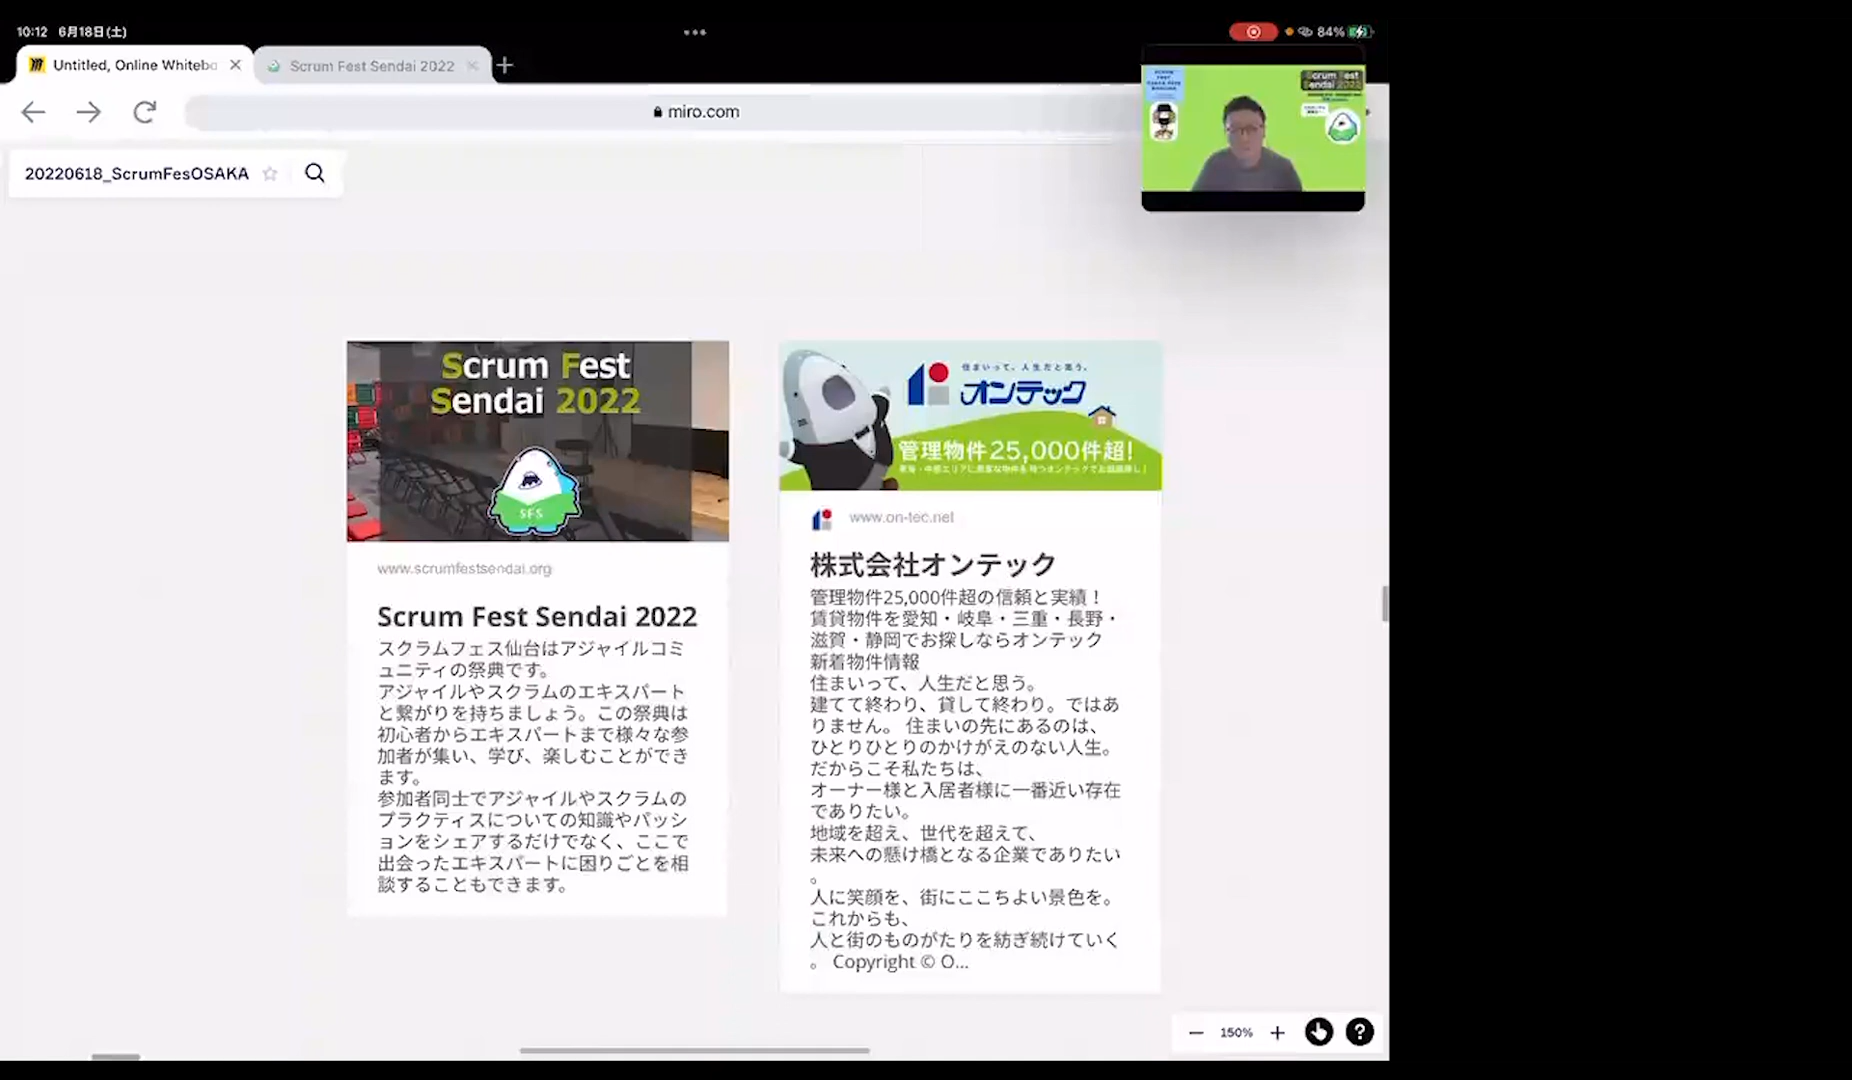 10:12 6月18日(土)
84%
Untitled, Online Whitebo
Scrum Fest Sendai 2022
miro.com
20220618_ScrumFesOSAKA
Scrum Fest
Sendai 2022
Scrum Fest
Sendai 2022
SFS
www.scrumfestsendai.org
Scrum Fest Sendai 2022
スクラムフェス仙台はアジャイルコミ
ュニティの祭典です。
アジャイルやスクラムのエキスパート
と繋がりを持ちましょう。この祭典は
初心者からエキスパートまで様々な参
加者が集い、学び、楽しむことができ
ます。
参加者同士でアジャイルやスクラムの
プラクティスについての知識やパッシ
ョンをシェアするだけでなく、ここで
出会ったエキスパートに困りごとを相
談することもできます。
住まいって、人生だと思う。
オンテック
管理物件25,000件超!
www.on-tec.net
株式会社オンテック
管理物件25,000件超の信頼と実績！
賃貸物件を愛知・岐阜・三重・長野・
滋賀・静岡でお探しならオンテック
新着物件情報
住まいって、人生だと思う。
建てて終わり、貸して終わり。ではあ
りません。 住まいの先にあるのは、
ひとりひとりのかけがえのない人生。
だからこそ私たちは、
オーナー様と入居者様に一番近い存在
でありたい。
地域を超え、世代を超えて、
未来への懸け橋となる企業でありたい
。
人に笑顔を、街にここちよい景色を。
これからも、
人と街のものがたりを紡ぎ続けていく
。 Copyright © O...
150%